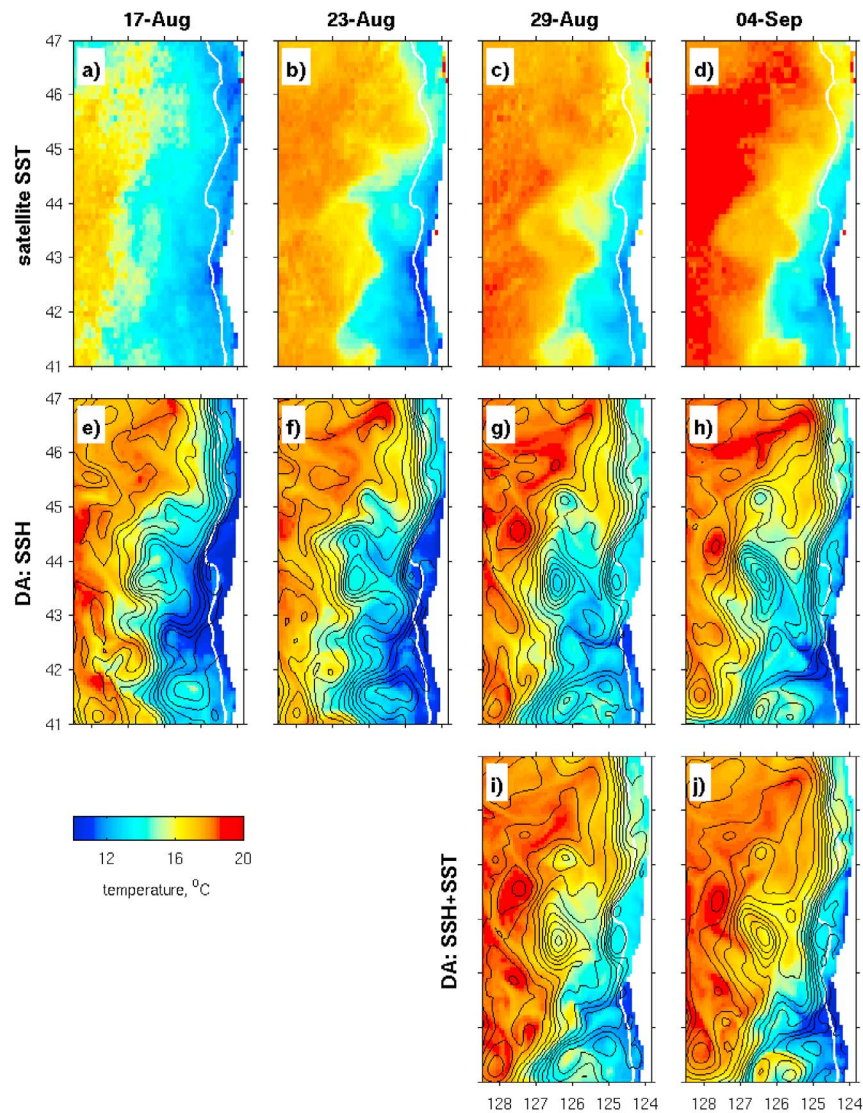 17-Aug 23-Aug 29-Aug 04-Sep
satellite SST
a) b) c) d)
47
46
45
44
43
42
41
DA: SSH
e) f) g) h)
47
46
45
44
43
42
41
i) j)
12 16 20
temperature, °C
DA: SSH+SST
128 127 126 125 124 128 127 126 125 124